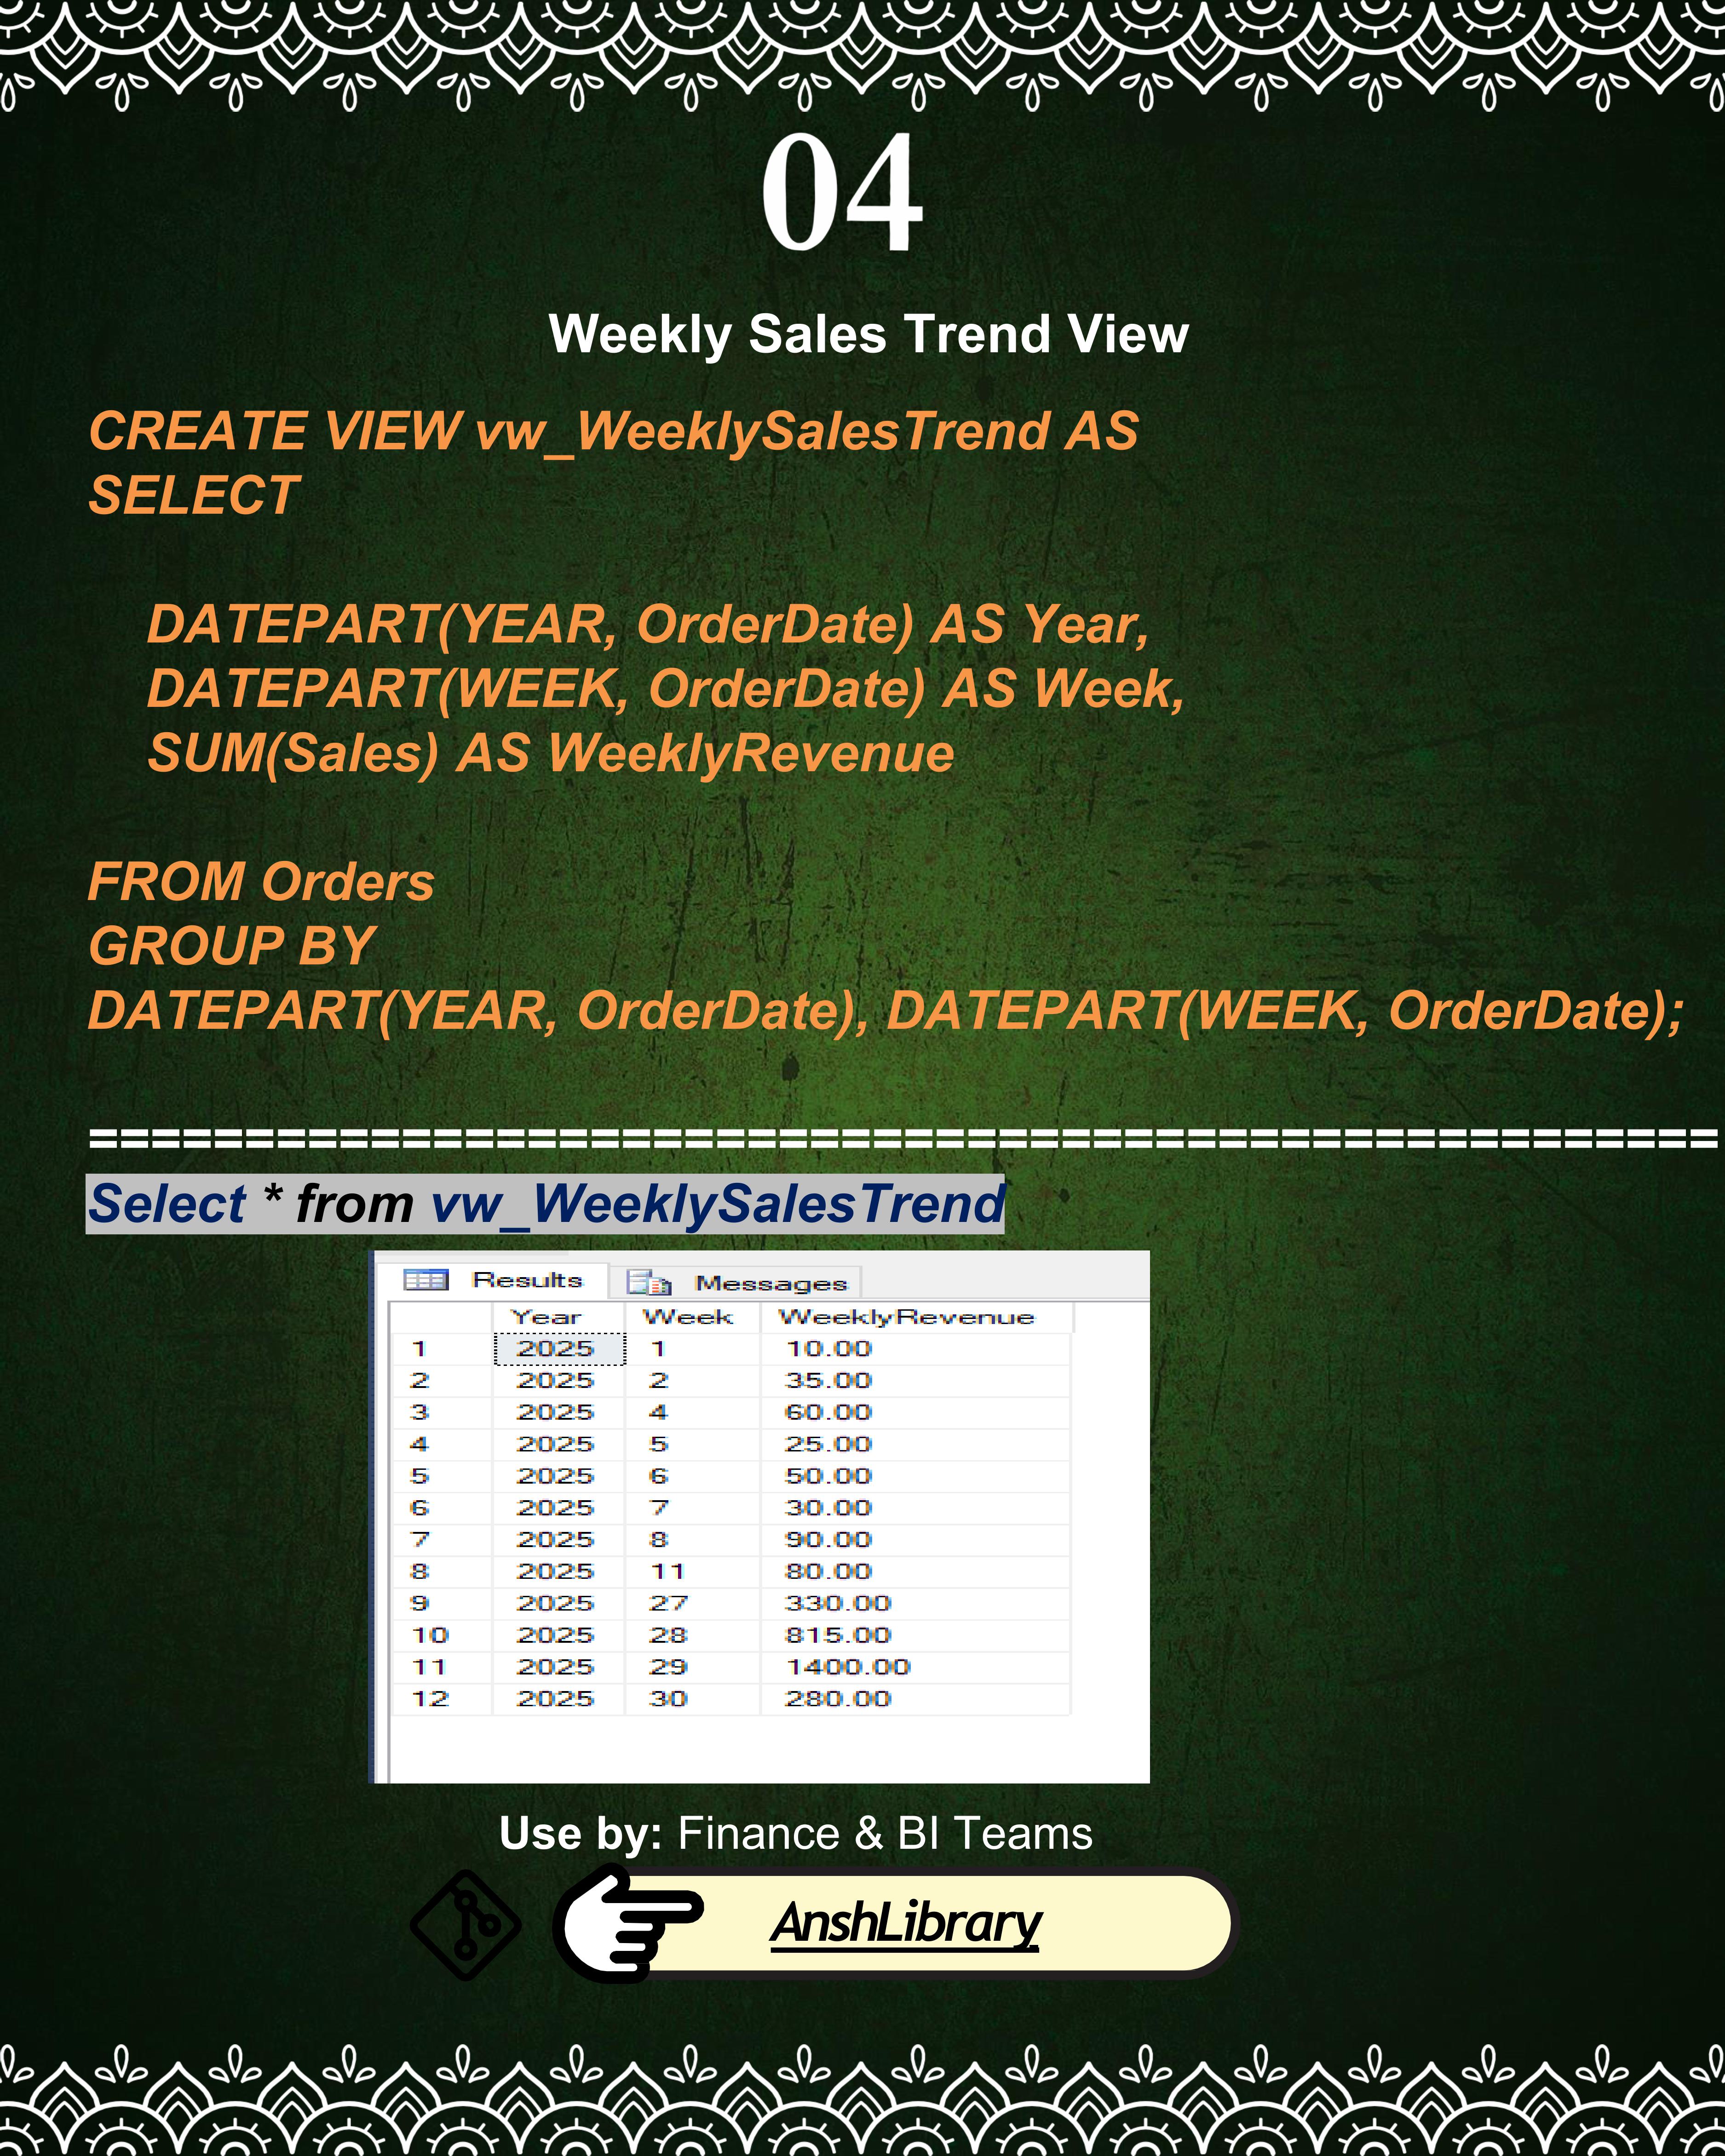 04
Weekly Sales Trend View
CREATE VIEW vw_WeeklySalesTrend AS
SELECT
DATEPART(YEAR, OrderDate) AS Year,
DATEPART(WEEK, OrderDate) AS Week,
SUM(Sales) AS WeeklyRevenue
FROM Orders
GROUP BY
DATEPART(YEAR, OrderDate), DATEPART(WEEK, OrderDate);
====================================================
Select * from vw_WeeklySalesTrend
Results Messages
Year Week WeeklyRevenue
1 2025 1 10.00
2 2025 2 35.00
3 2025 4 60.00
4 2025 5 25.00
5 2025 6 50.00
6 2025 7 30.00
7 2025 8 90.00
8 2025 11 80.00
9 2025 27 330.00
10 2025 28 815.00
11 2025 29 1400.00
12 2025 30 280.00
Use by: Finance & BI Teams
AnshLibrary